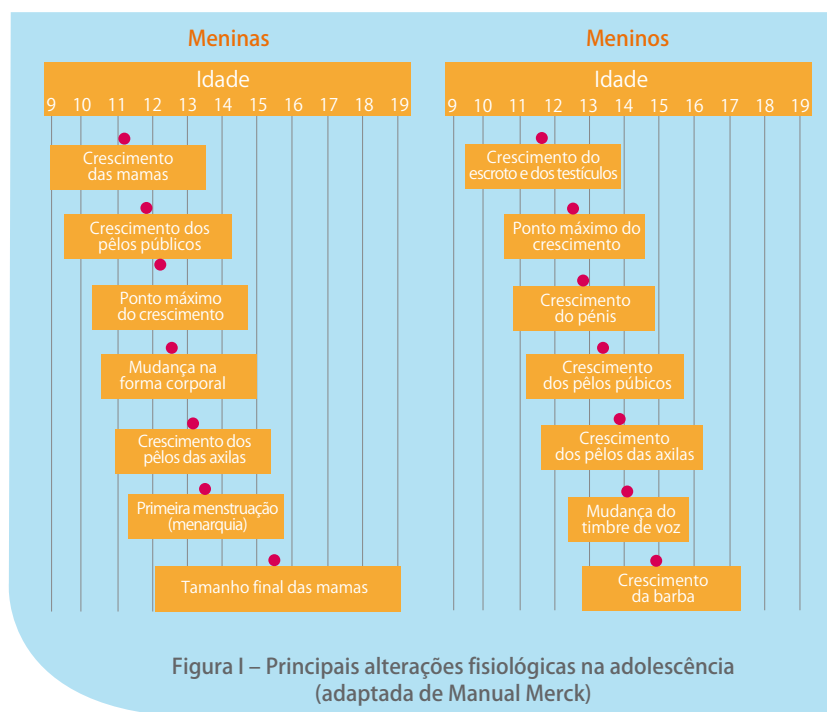 Meninas
Idade
9 10 11 12 13 14 15 16 17 18 19
Crescimento
das mamas
Crescimento dos
pêlos públicos
Ponto máximo
do crescimento
Mudança na
forma corporal
Crescimento dos
pêlos das axilas
Primeira menstruação
(menarquia)
Tamanho final das mamas
Meninos
Idade
9 10 11 12 13 14 15 16 17 18 19
Crescimento do
escroto e dos testículos
Ponto máximo do
crescimento
Crescimento
do pénis
Crescimento
dos pêlos púbicos
Crescimento
dos pêlos das axilas
Mudança do
timbre de voz
Crescimento
da barba
Figura I – Principais alterações fisiológicas na adolescência
(adaptada de Manual Merck)